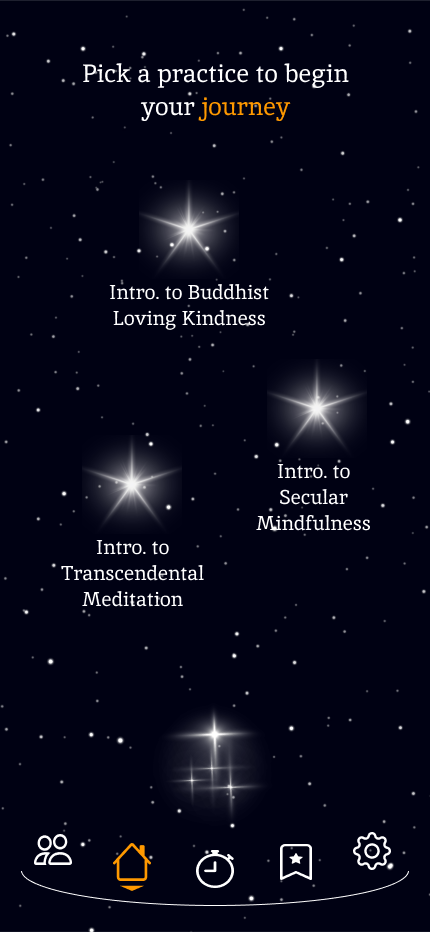 Pick a practice to begin
your journey
Intro. to Buddhist
Loving Kindness
Intro. to
Secular
Mindfulness
Intro. to
Transcendental
Meditation